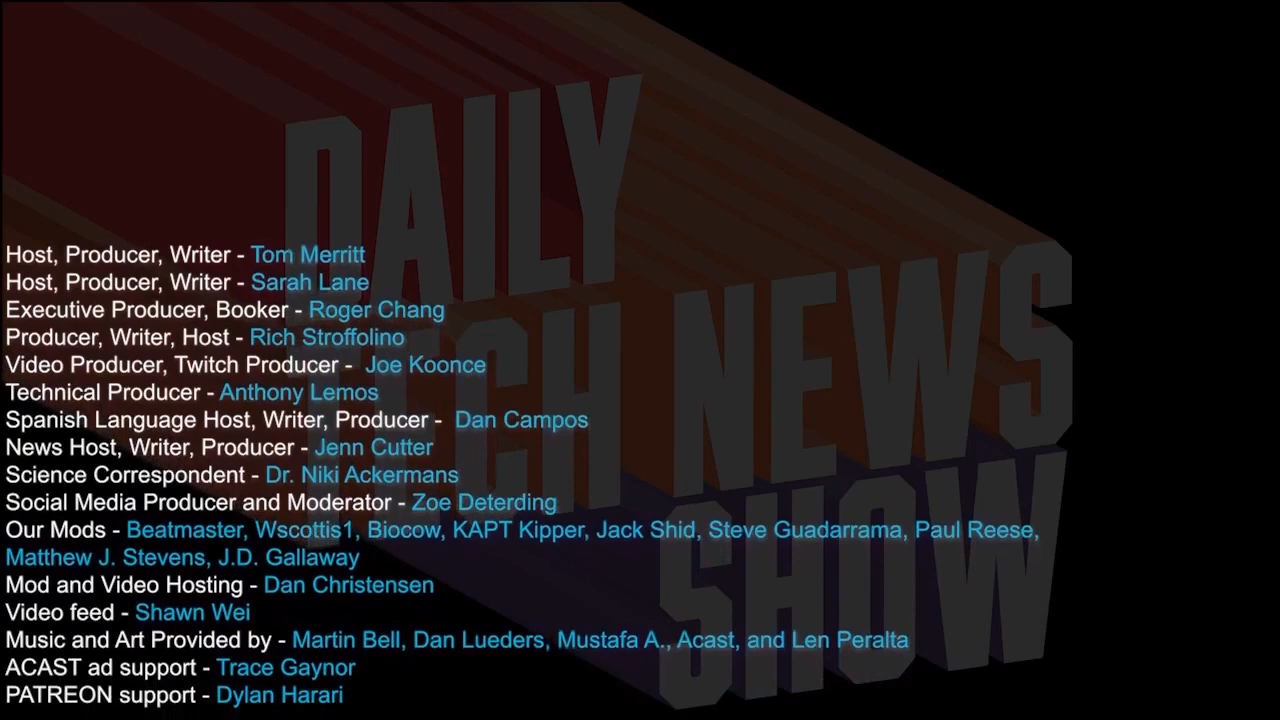 DAILY
TECH NEWS
SHOW
Host, Producer, Writer - Tom Merritt
Host, Producer, Writer - Sarah Lane
Executive Producer, Booker - Roger Chang
Producer, Writer, Host - Rich Stroffolino
Video Producer, Twitch Producer -  Joe Koonce
Technical Producer - Anthony Lemos
Spanish Language Host, Writer, Producer -  Dan Campos
News Host, Writer, Producer - Jenn Cutter
Science Correspondent - Dr. Niki Ackermans
Social Media Producer and Moderator - Zoe Deterding
Our Mods - Beatmaster, Wscottis1, Biocow, KAPT Kipper, Jack Shid, Steve Guadarrama, Paul Reese,
Matthew J. Stevens, J.D. Gallaway
Mod and Video Hosting - Dan Christensen
Video feed - Shawn Wei
Music and Art Provided by - Martin Bell, Dan Lueders, Mustafa A., Acast, and Len Peralta
ACAST ad support - Trace Gaynor
PATREON support - Dylan Harari